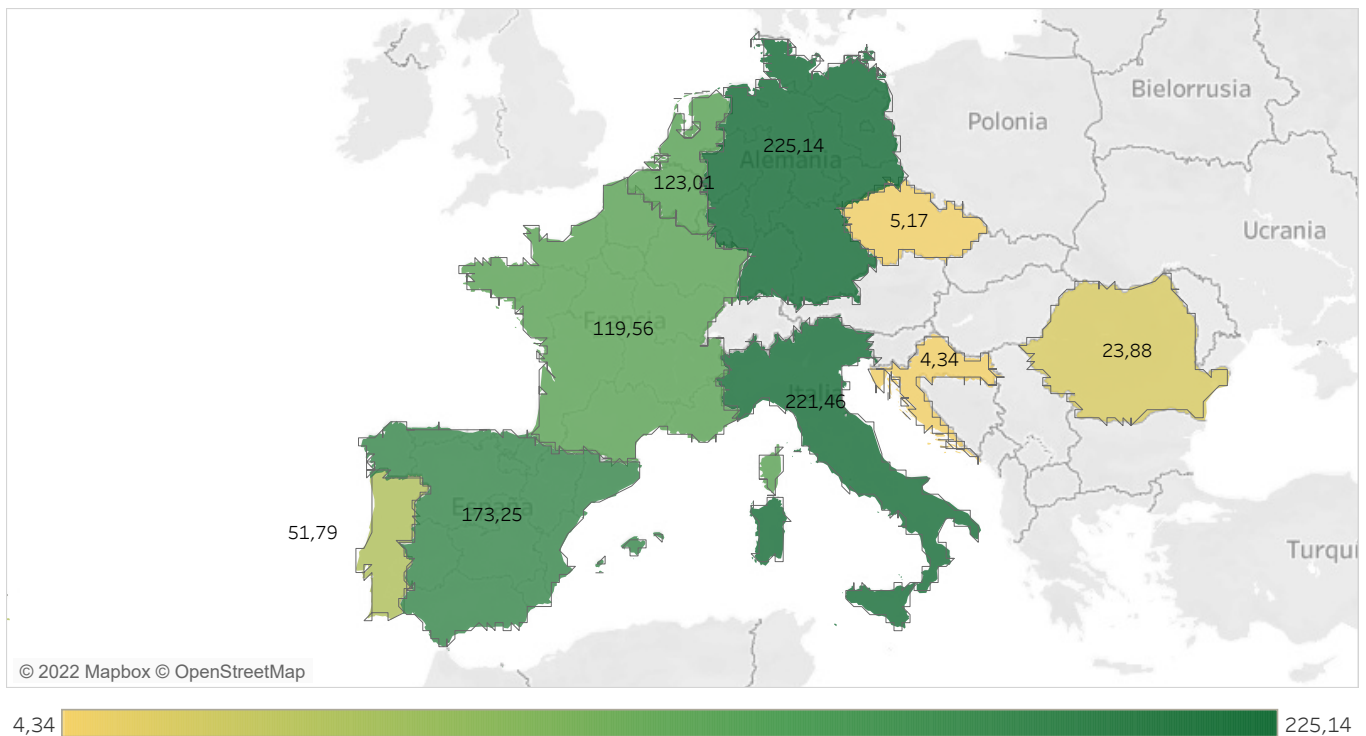 Bielorrusia
Polonia
225,14
Alemania
123,01
5,17
Ucrania
Francia
119,56
23,88
4,34
Italia
221,46
España
173,25
51,79
Turqu
© 2022 Mapbox © OpenStreetMap
4,34
225,14